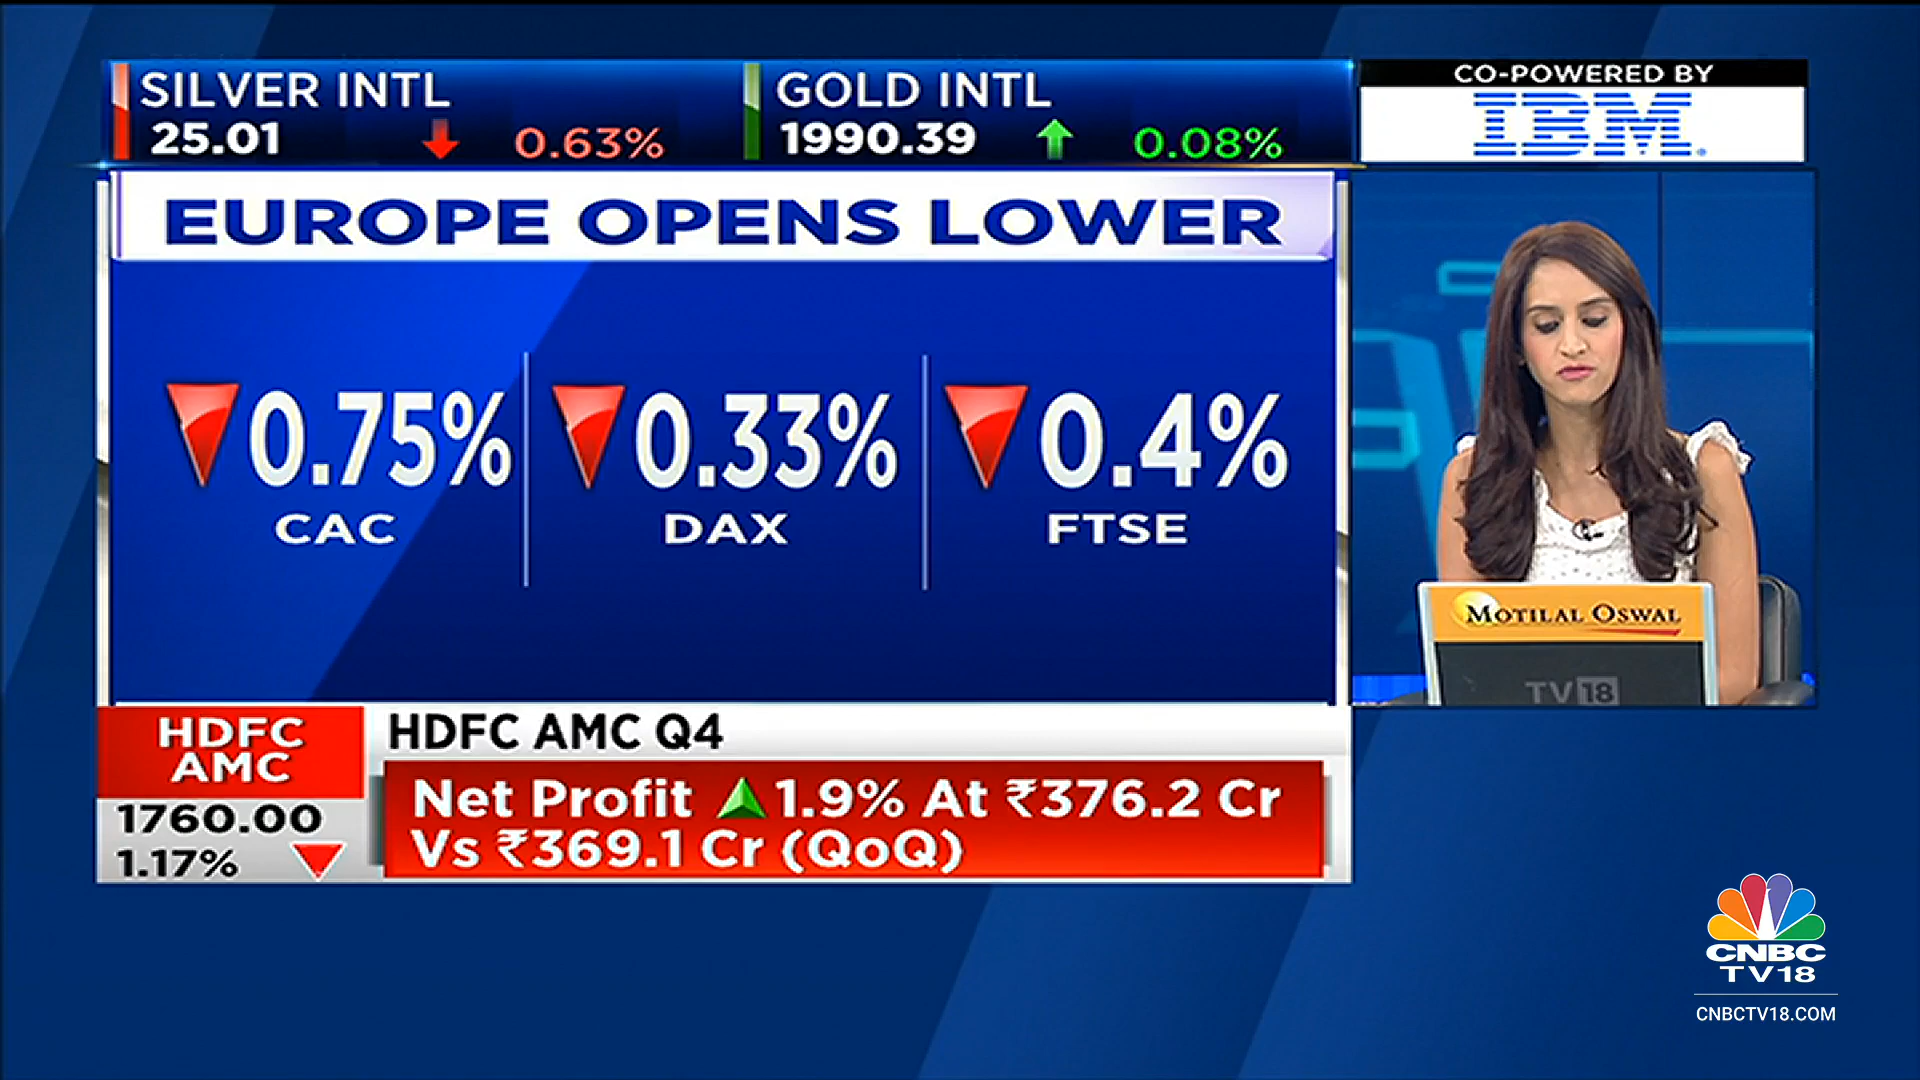 SILVER INTL
25.01 0.63%
GOLD INTL
1990.39 0.08%
CO-POWERED BY
IBM
EUROPE OPENS LOWER
0.75%
CAC
0.33%
DAX
0.4%
FTSE
MOTILAL OSWAL
TV18
HDFC
AMC
1760.00
1.17%
HDFC AMC Q4
Net Profit ▲1.9% At ₹376.2 Cr
Vs ₹369.1 Cr (QoQ)
CNBC
TV18
CNBCTV18.COM